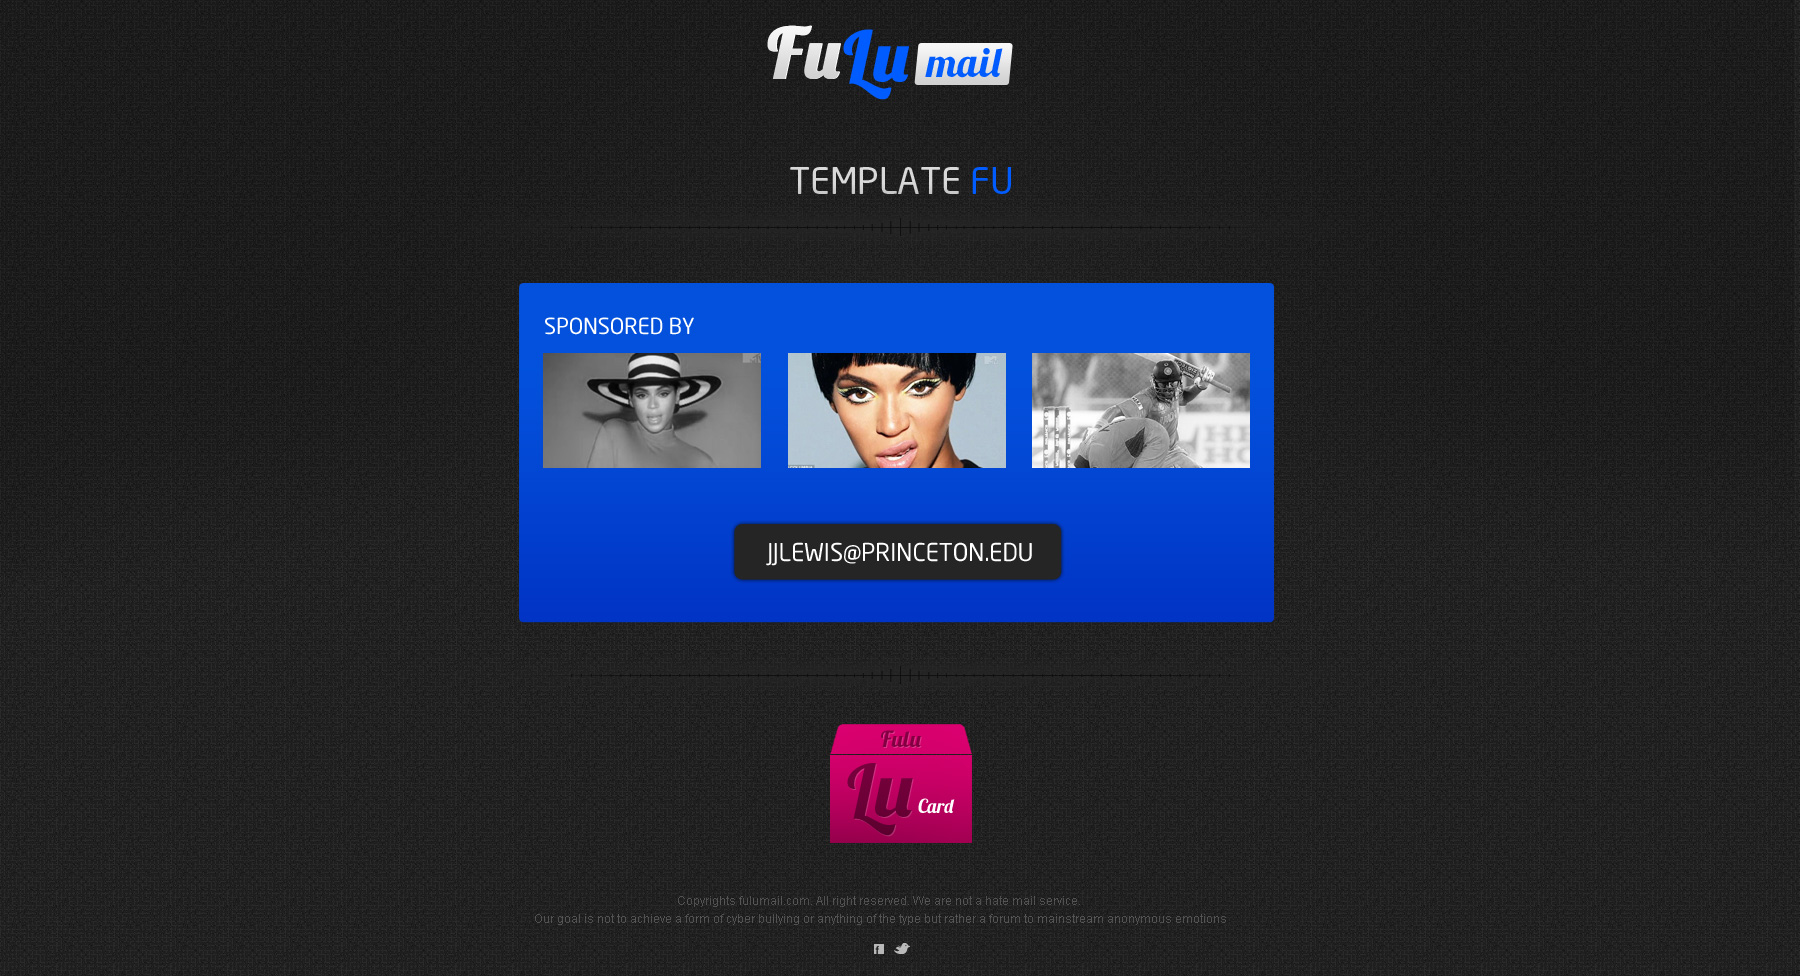 FuLu mail
TEMPLATE FU
SPONSORED BY
JJLEWIS@PRINCETON.EDU
Fulu
Lu Card
Copyrights fulumail.com. All right reserved. We are not a hate mail service.
Our goal is not to achieve a form of cyber bullying or anything of the type but rather a forum to mainstream anonymous emotions